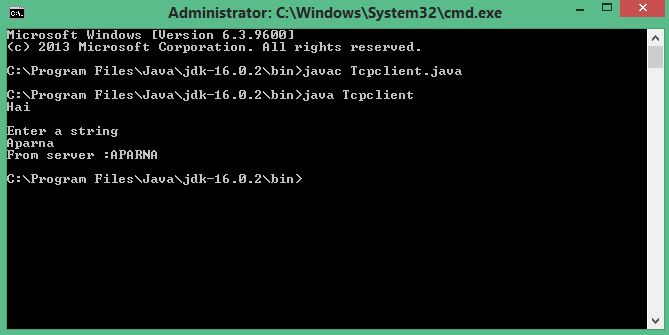 Administrator: C:\Windows\System32\cmd.exe
Microsoft Windows [Version 6.3.9600]
(c) 2013 Microsoft Corporation. All rights reserved.
C:\Program Files\Java\jdk-16.0.2\bin>javac Tcpclient.java
C:\Program Files\Java\jdk-16.0.2\bin>java Tcpclient
Hai
Enter a string
Aparna
From server :APARNA
C:\Program Files\Java\jdk-16.0.2\bin>